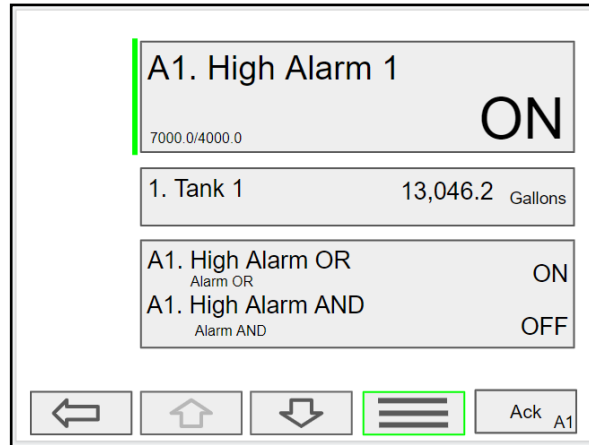 A1. High Alarm 1
ON
7000.0/4000.0
1. Tank 1 13,046.2 Gallons
A1. High Alarm OR
Alarm OR
ON
A1. High Alarm AND
Alarm AND
OFF
Ack A1